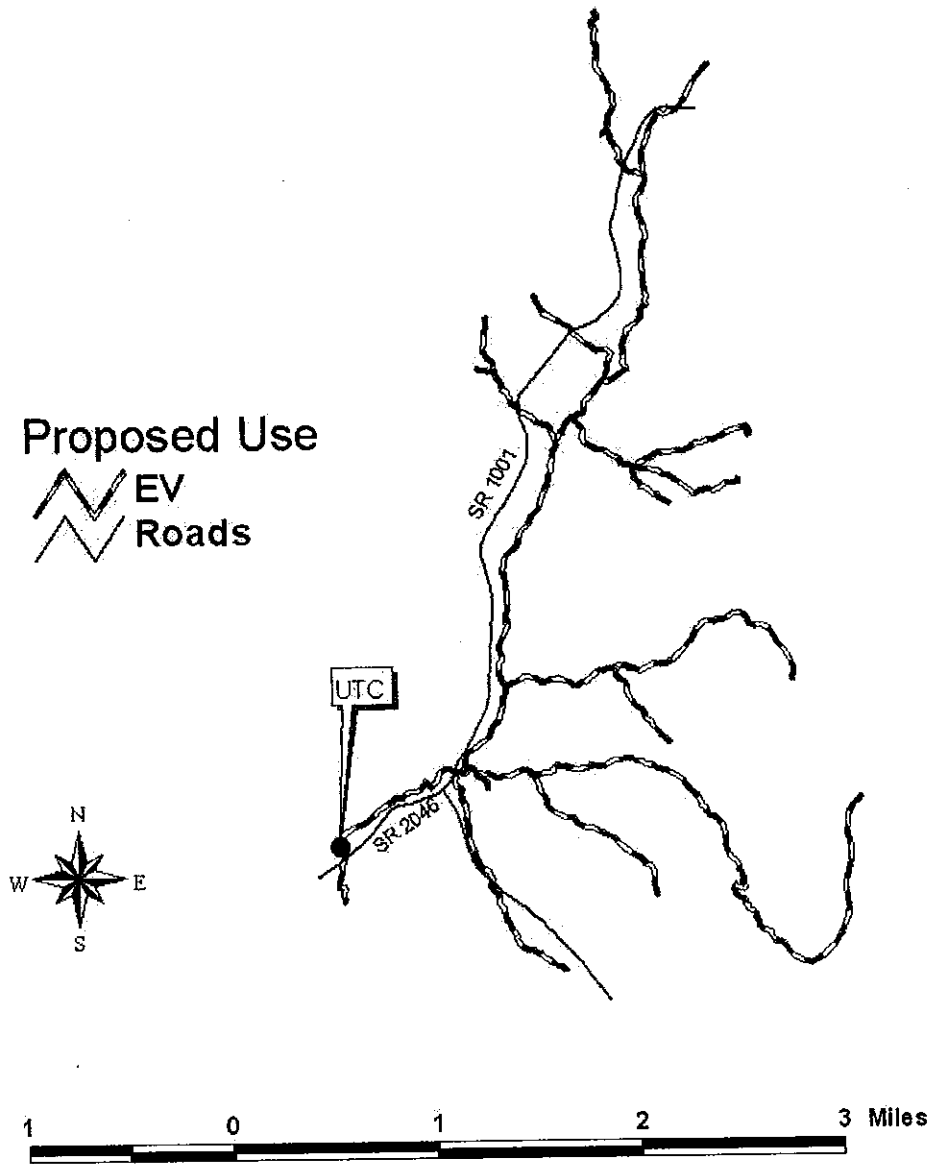 Proposed Use
EV
Roads
SR 1001
UTC
SR 2046
N
W E
S
1 0 1 2 3 Miles